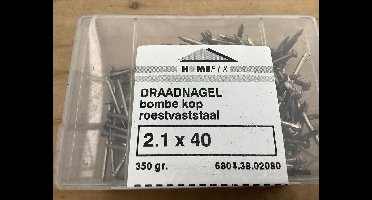 HOMEFIX
DRAADNAGEL
bombe kop
roestvaststaal
2.1 x 40
350 gr. 6804.38.02080